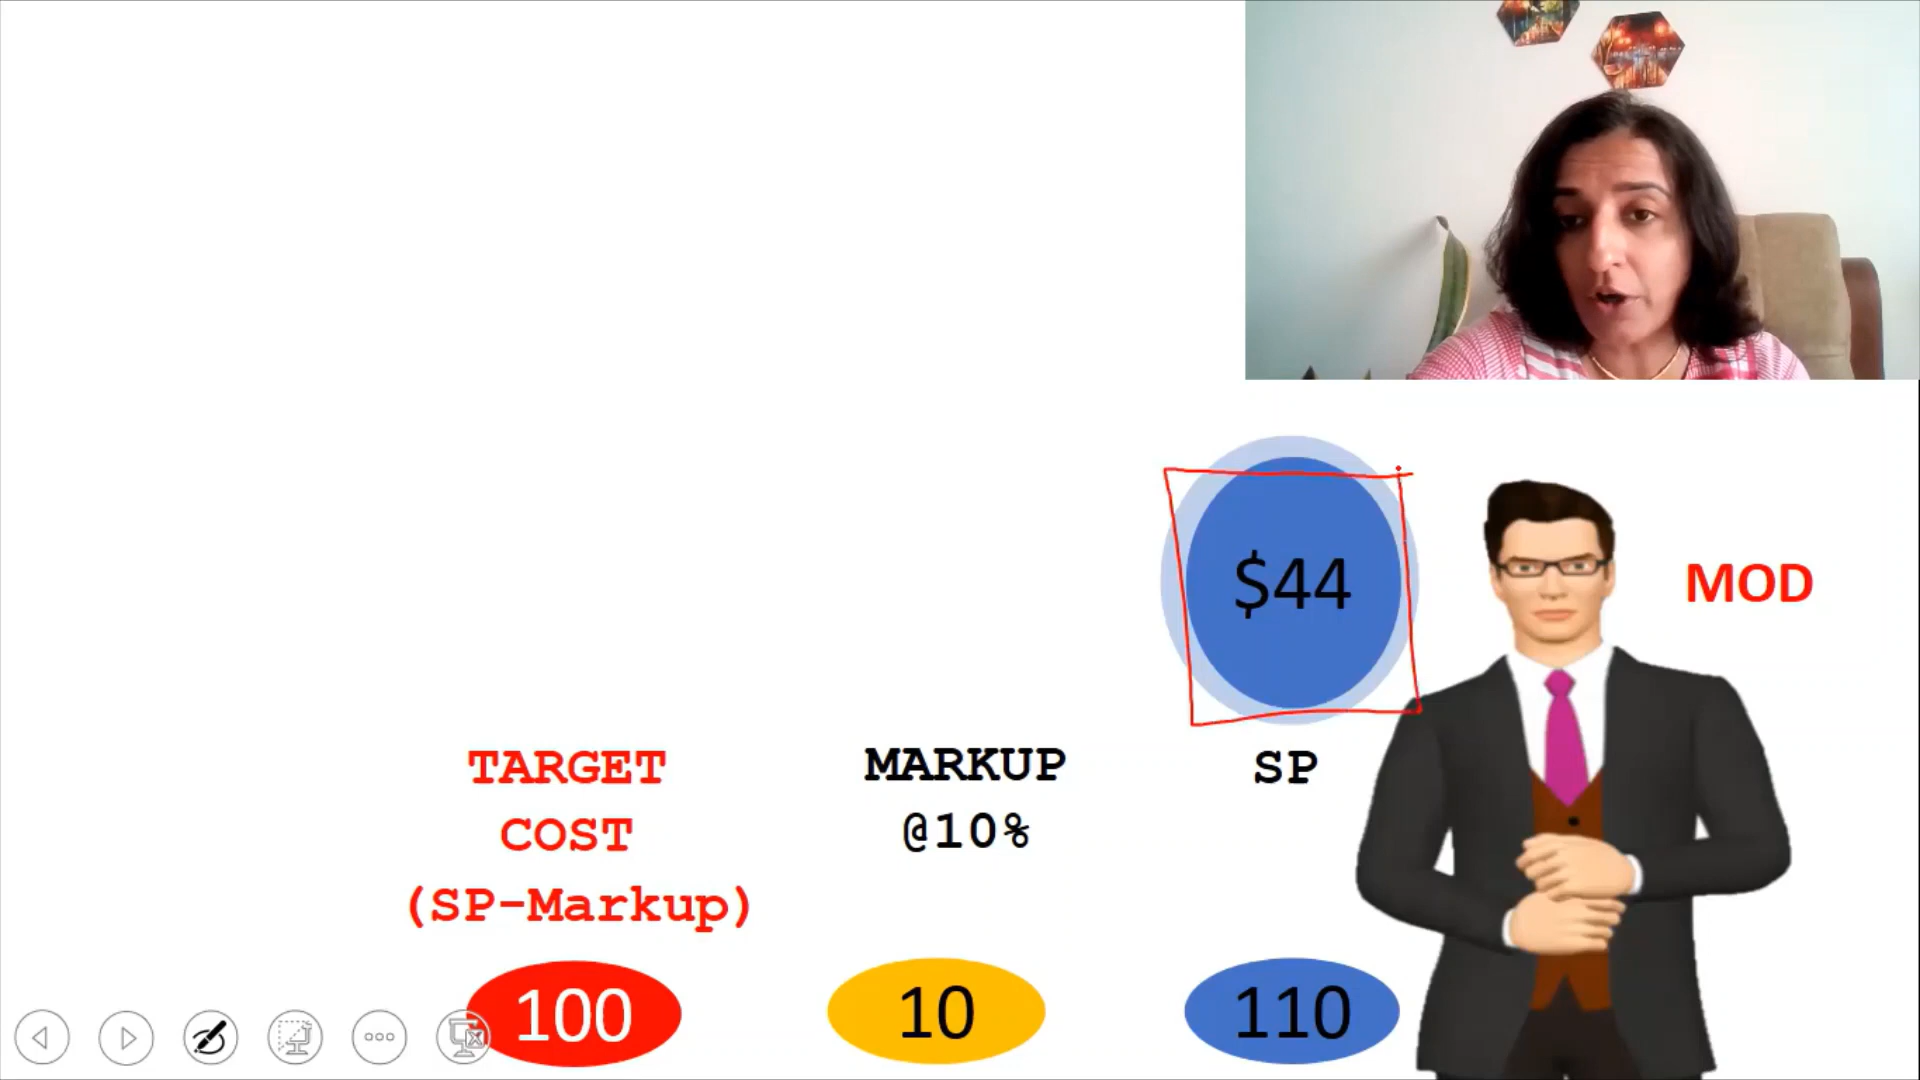 $44
MOD
TARGET
COST
(SP-Markup)
MARKUP
@10%
SP
100
10
110